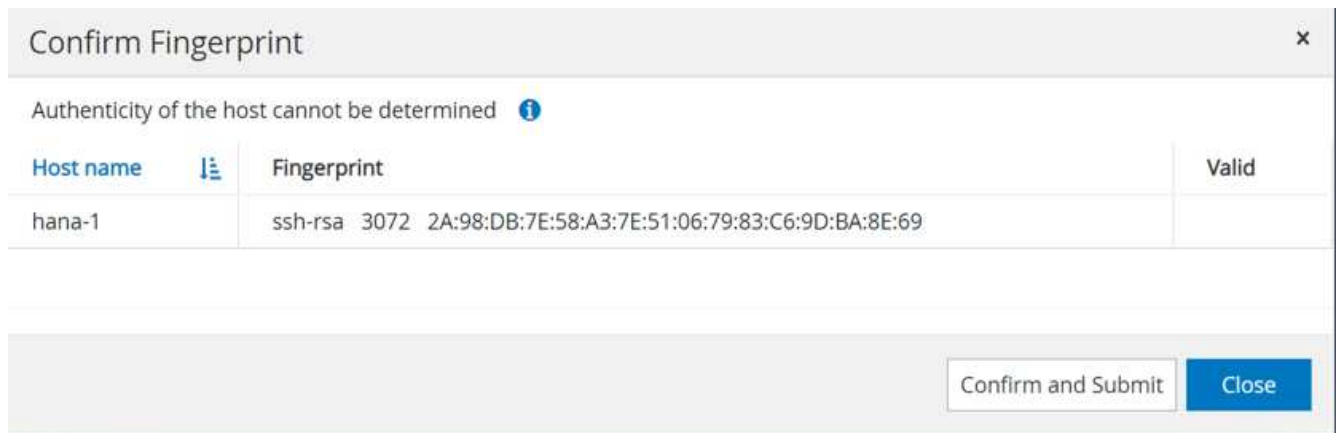 Confirm Fingerprint ×
Authenticity of the host cannot be determined
Host name Fingerprint Valid
hana-1 ssh-rsa 3072 2A:98:DB:7E:58:A3:7E:51:06:79:83:C6:9D:BA:8E:69
Confirm and Submit Close